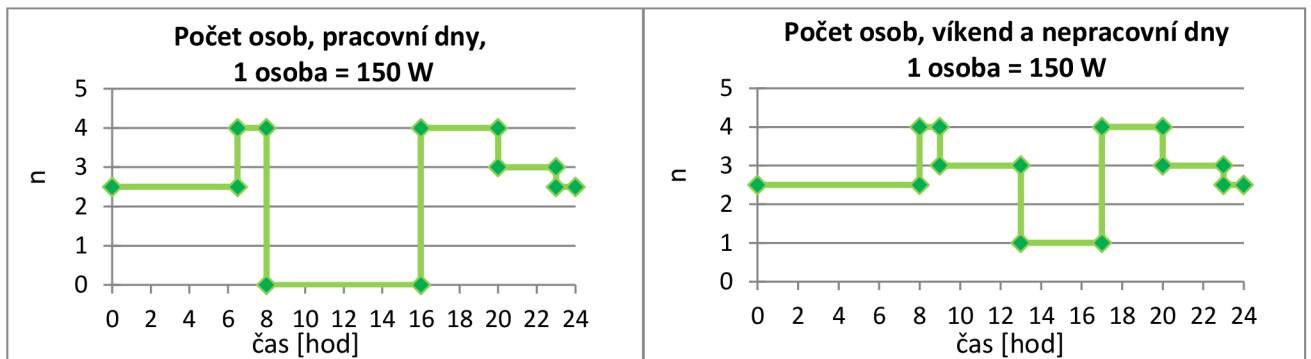 Počet osob, pracovní dny,
1 osoba = 150 W
5
4
3
2
1
0
n
0 2 4 6 8 10 12 14 16 18 20 22 24
čas [hod]
Počet osob, víkend a nepracovní dny
1 osoba = 150 W
5
4
3
2
1
0
n
0 2 4 6 8 10 12 14 16 18 20 22 24
čas [hod]